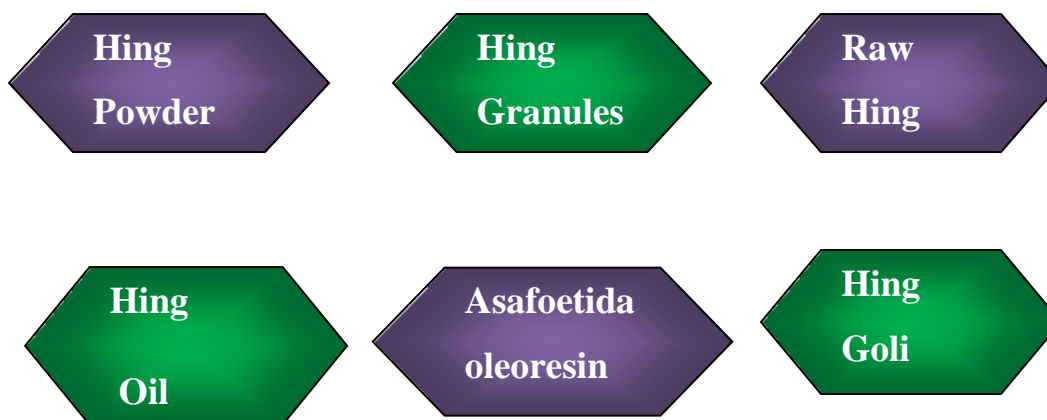 Hing
Powder
Hing
Granules
Raw
Hing
Hing
Oil
Asafoetida
oleoresin
Hing
Goli